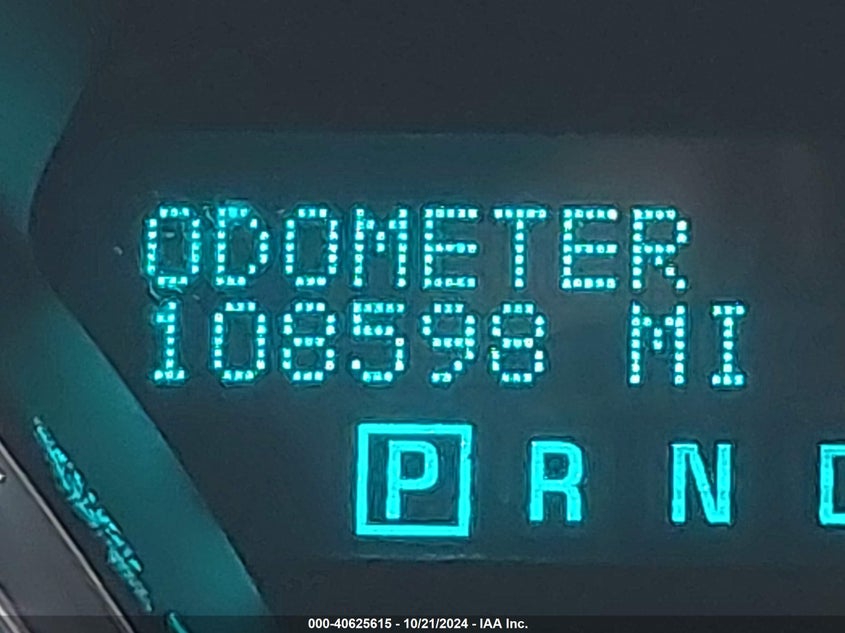 ODOMETER
108598 MI
P R N
000-40625615 - 10/21/2024 - IAA Inc.